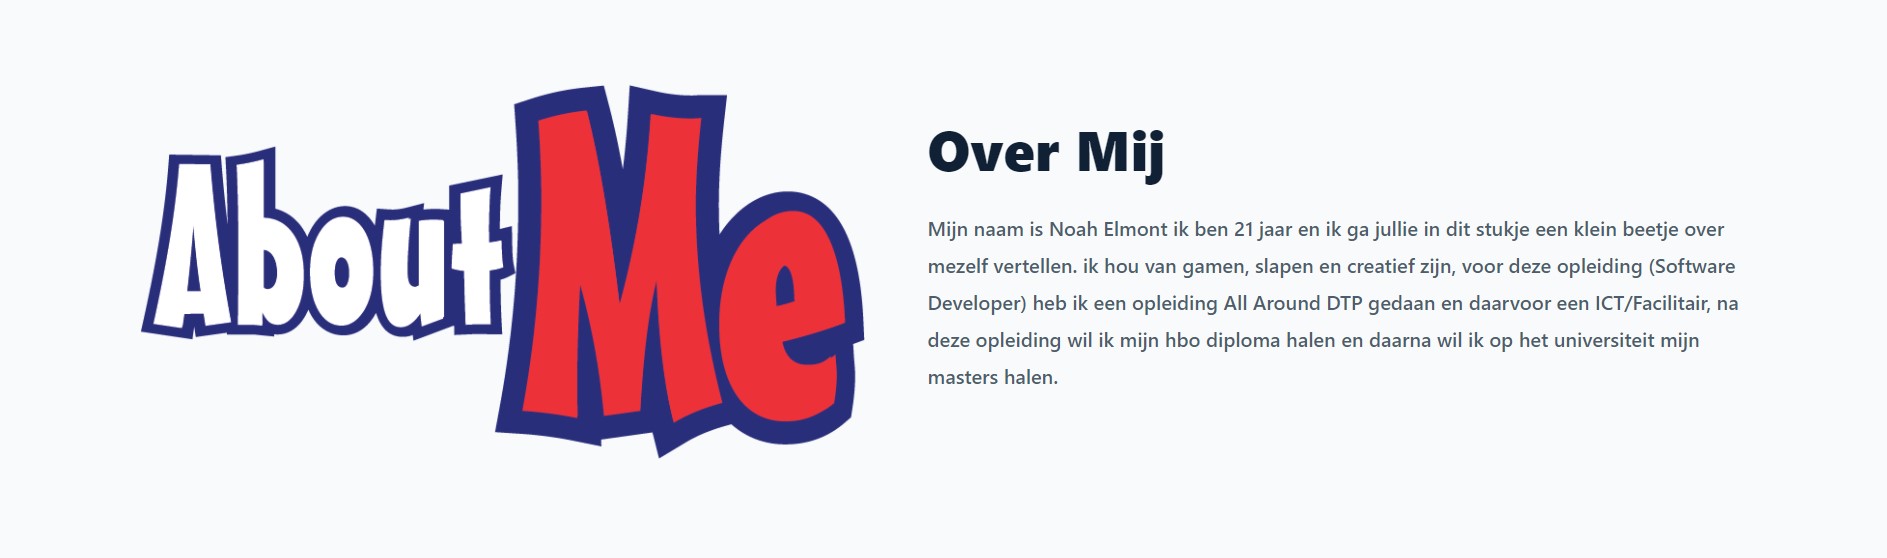 About Me
Over Mij
Mijn naam is Noah Elmont ik ben 21 jaar en ik ga jullie in dit stukje een klein beetje over
mezelf vertellen. ik hou van gamen, slapen en creatief zijn, voor deze opleiding (Software
Developer) heb ik een opleiding All Around DTP gedaan en daarvoor een ICT/Facilitair, na
deze opleiding wil ik mijn hbo diploma halen en daarna wil ik op het universiteit mijn
masters halen.